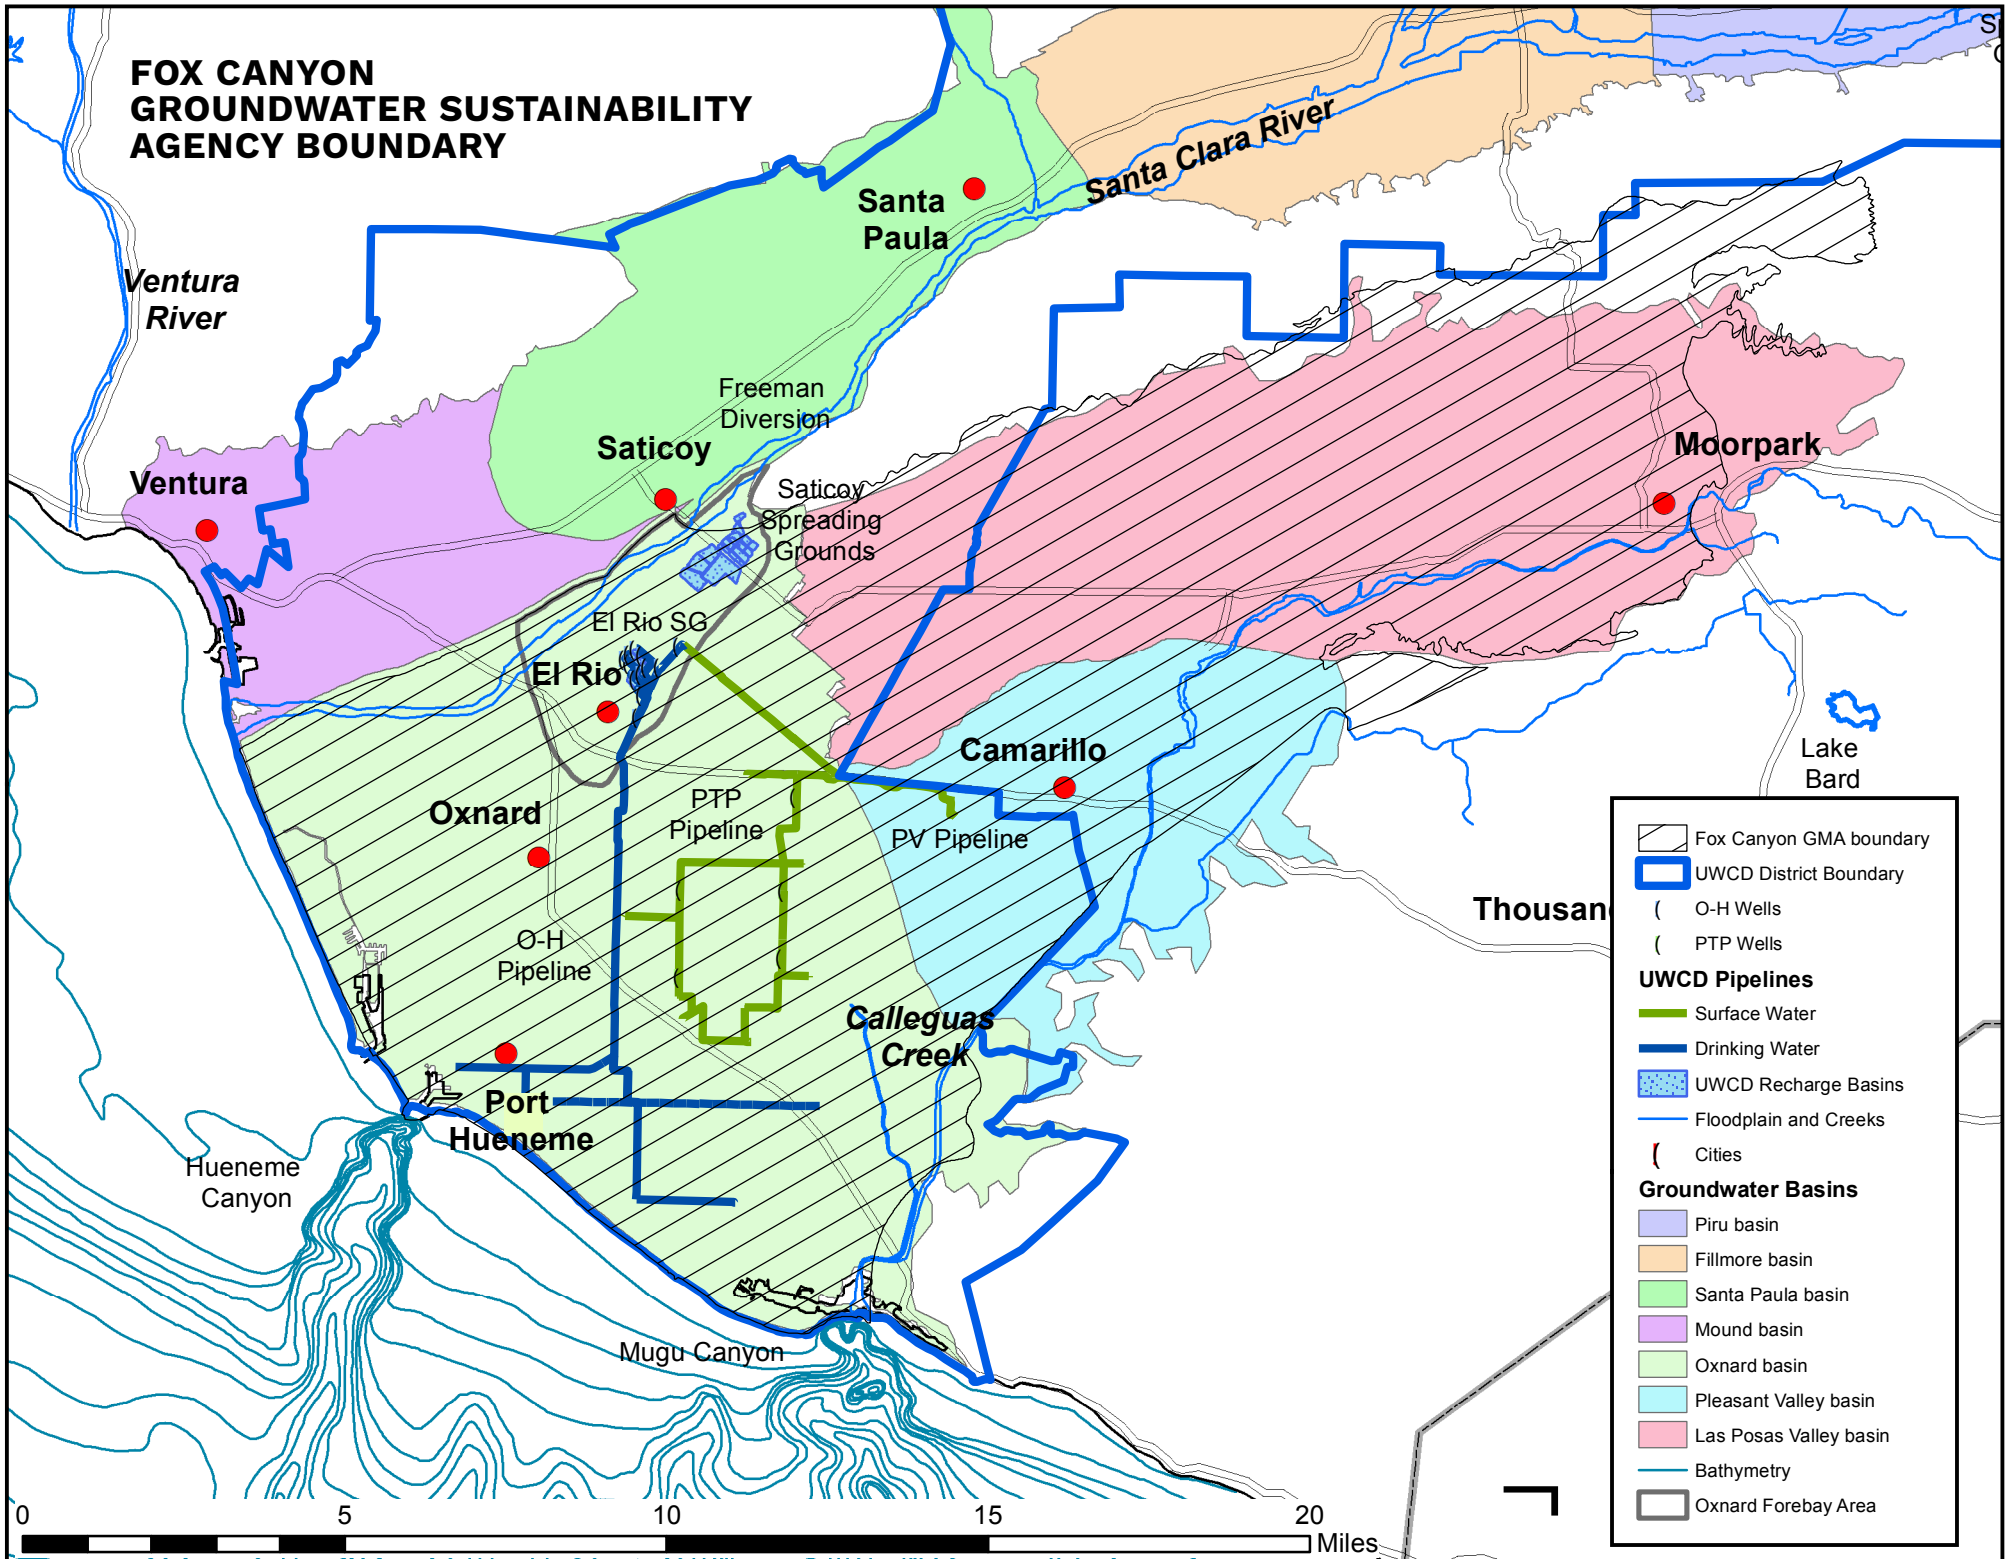 FOX CANYON
GROUNDWATER SUSTAINABILITY
AGENCY BOUNDARY
Santa Clara River
Santa
Paula
Ventura
River
Freeman
Diversion
Saticoy
Moorpark
Ventura
Saticoy
Spreading
Grounds
El Rio SG
El Rio
Camarillo
Lake
Bard
Oxnard
PTP
Pipeline
PV Pipeline
Thousan
O-H
Pipeline
Calleguas
Creek
Port
Hueneme
Hueneme
Canyon
Mugu Canyon
Fox Canyon GMA boundary
UWCD District Boundary
O-H Wells
PTP Wells
UWCD Pipelines
Surface Water
Drinking Water
UWCD Recharge Basins
Floodplain and Creeks
Cities
Groundwater Basins
Piru basin
Fillmore basin
Santa Paula basin
Mound basin
Oxnard basin
Pleasant Valley basin
Las Posas Valley basin
Bathymetry
Oxnard Forebay Area
0 5 10 15 20
Miles